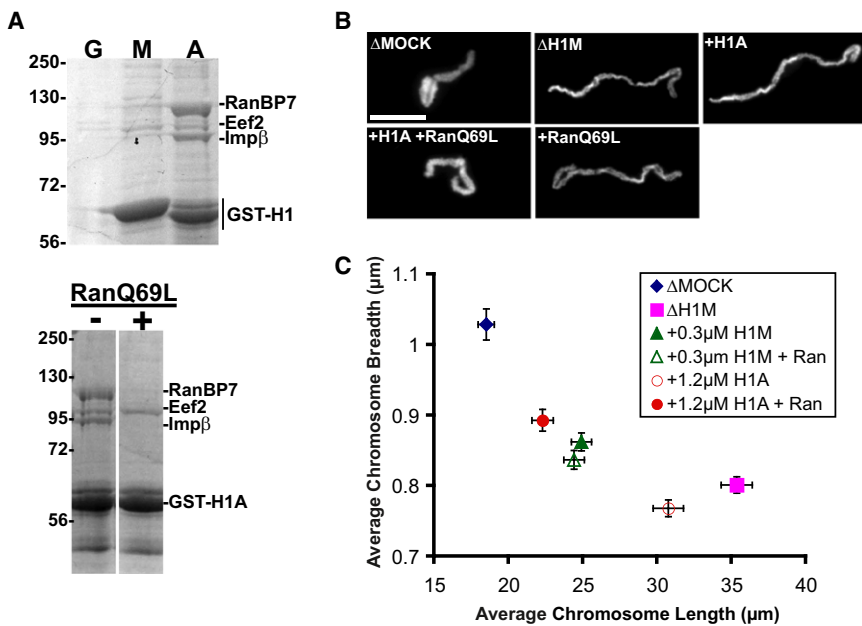 A
G M A
250-
130-
95-
72-
56-
-RanBP7
-Eef2
-Impβ
GST-H1
RanQ69L
- +
250-
130-
95-
72-
56-
-RanBP7
-Eef2
-Impβ
-GST-H1A
B
ΔMOCK
ΔH1M
+H1A
+H1A +RanQ69L
+RanQ69L
C
Average Chromosome Breadth (µm)
1.1
1
0.9
0.8
0.7
15 20 25 30 35 40
Average Chromosome Length (µm)
ΔMOCK
ΔH1M
+0.3µM H1M
+0.3µm H1M + Ran
+1.2µM H1A
+1.2µM H1A + Ran